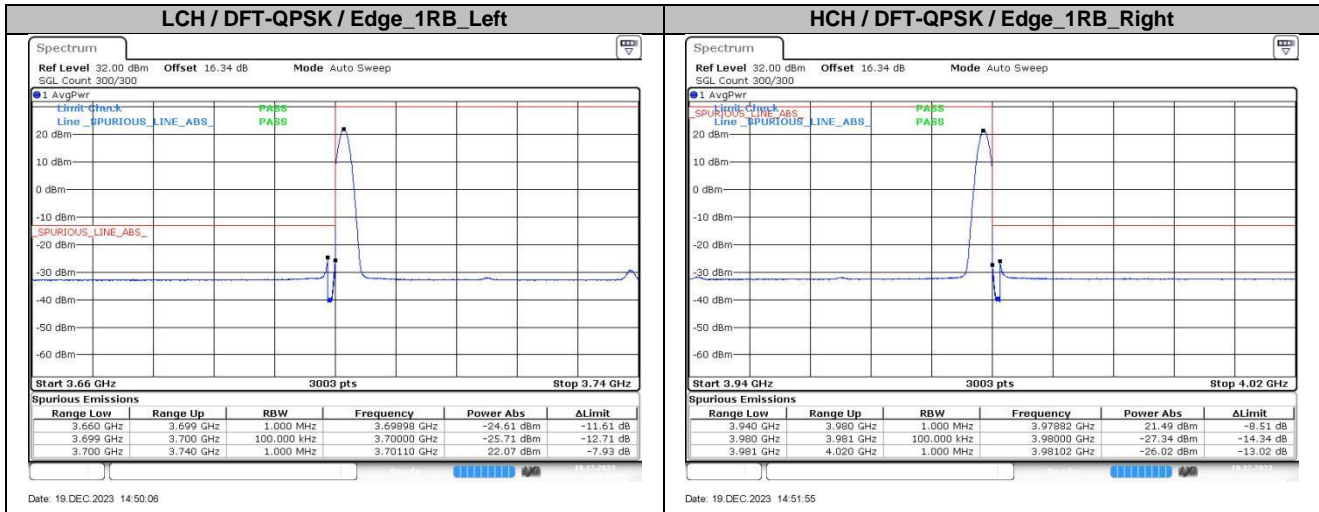 LCH / DFT-QPSK / Edge_1RB_Left
Spectrum
Ref Level 32.00 dBm Offset 16.34 dB Mode Auto Sweep
SGL Count 300/300
1 AvgPwr
Limit Check PASS
Line _SPURIOUS_LINE_ABS_ PASS
20 dBm
10 dBm
0 dBm
-10 dBm
_SPURIOUS_LINE_ABS_
-20 dBm
-30 dBm
-40 dBm
-50 dBm
-60 dBm
Start 3.66 GHz 3003 pts Stop 3.74 GHz
Spurious Emissions
Range Low Range Up RBW Frequency Power Abs ΔLimit
3.660 GHz 3.699 GHz 1.000 MHz 3.69898 GHz -24.61 dBm -11.61 dB
3.699 GHz 3.700 GHz 100.000 kHz 3.70000 GHz -25.71 dBm -12.71 dB
3.700 GHz 3.740 GHz 1.000 MHz 3.70110 GHz 22.07 dBm -7.93 dB
Date: 19.DEC.2023 14:50:06
HCH / DFT-QPSK / Edge_1RB_Right
Spectrum
Ref Level 32.00 dBm Offset 16.34 dB Mode Auto Sweep
SGL Count 300/300
1 AvgPwr
Limit Check PASS
_SPURIOUS_LINE_ABS_
Line _SPURIOUS_LINE_ABS_ PASS
20 dBm
10 dBm
0 dBm
-10 dBm
-20 dBm
-30 dBm
-40 dBm
-50 dBm
-60 dBm
Start 3.94 GHz 3003 pts Stop 4.02 GHz
Spurious Emissions
Range Low Range Up RBW Frequency Power Abs ΔLimit
3.940 GHz 3.980 GHz 1.000 MHz 3.97882 GHz 21.49 dBm -8.51 dB
3.980 GHz 3.981 GHz 100.000 kHz 3.98000 GHz -27.34 dBm -14.34 dB
3.981 GHz 4.020 GHz 1.000 MHz 3.98102 GHz -26.02 dBm -13.02 dB
Date: 19.DEC.2023 14:51:55